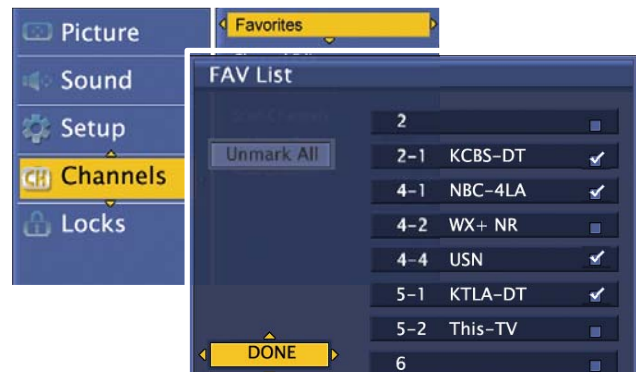 Picture
Sound
Setup
CH Channels
Locks
Favorites
FAV List
Unmark All
DONE
2
2-1 KCBS-DT
4-1 NBC-4LA
4-2 WX+ NR
4-4 USN
5-1 KTLA-DT
5-2 This-TV
6